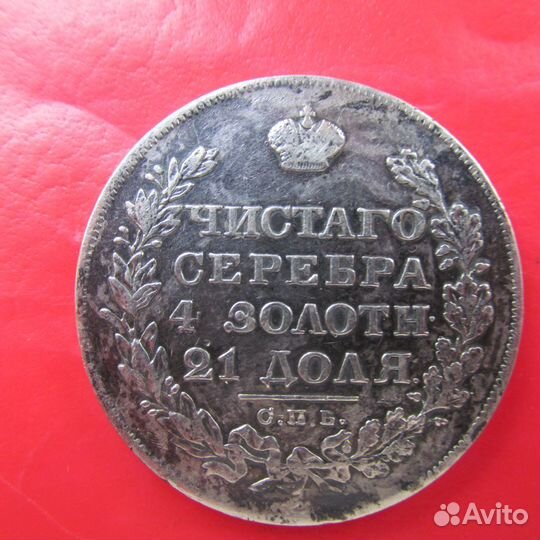 ЧИСТАГО
СЕРЕБРА
4 ЗОЛОТН.
21 ДОЛЯ.
С.П.Б.
Avito